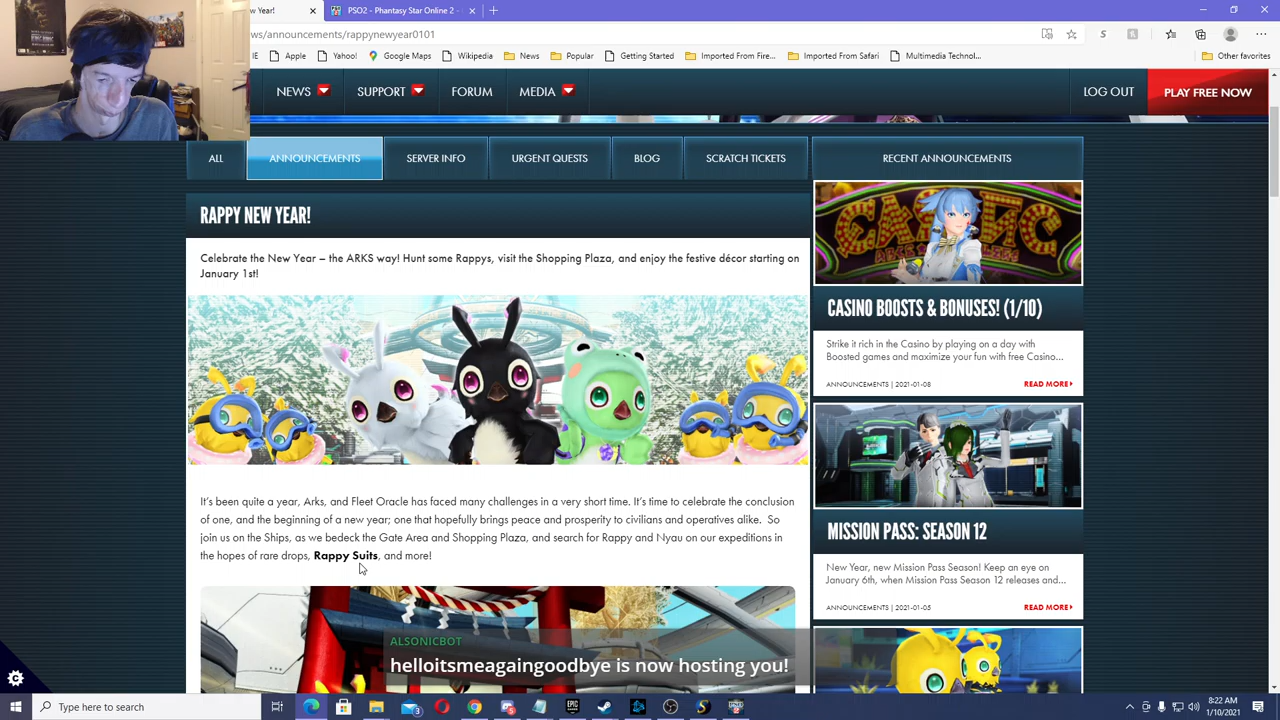 Year!
PSO2 - Phantasy Star Online 2 -
ws/announcements/rappynewyear0101
IE
Apple
Yahoo!
Google Maps
Wikipedia
News
Popular
Getting Started
Imported From Fire...
Imported From Safari
Multimedia Technol...
Other favorites
NEWS
SUPPORT
FORUM
MEDIA
LOG OUT
PLAY FREE NOW
ALL
ANNOUNCEMENTS
SERVER INFO
URGENT QUESTS
BLOG
SCRATCH TICKETS
RECENT ANNOUNCEMENTS
RAPPY NEW YEAR!
Celebrate the New Year – the ARKS way! Hunt some Rappys, visit the Shopping Plaza, and enjoy the festive décor starting on
January 1st!
It's been quite a year, Arks, and Fleet Oracle has faced many challenges in a very short time. It's time to celebrate the conclusion
of one, and the beginning of a new year; one that hopefully brings peace and prosperity to civilians and operatives alike. So
join us on the Ships, as we bedeck the Gate Area and Shopping Plaza, and search for Rappy and Nyau on our expeditions in
the hopes of rare drops, Rappy Suits, and more!
CASINO
CASINO BOOSTS & BONUSES! (1/10)
Strike it rich in the Casino by playing on a day with
Boosted games and maximize your fun with free Casino...
ANNOUNCEMENTS | 2021-01-08
READ MORE
MISSION PASS: SEASON 12
New Year, new Mission Pass Season! Keep an eye on
January 6th, when Mission Pass Season 12 releases and...
ANNOUNCEMENTS | 2021-01-05
READ MORE
ALSONICBOT
helloitsmeagaingoodbye is now hosting you!
Type here to search
3
8:22 AM
1/10/2021